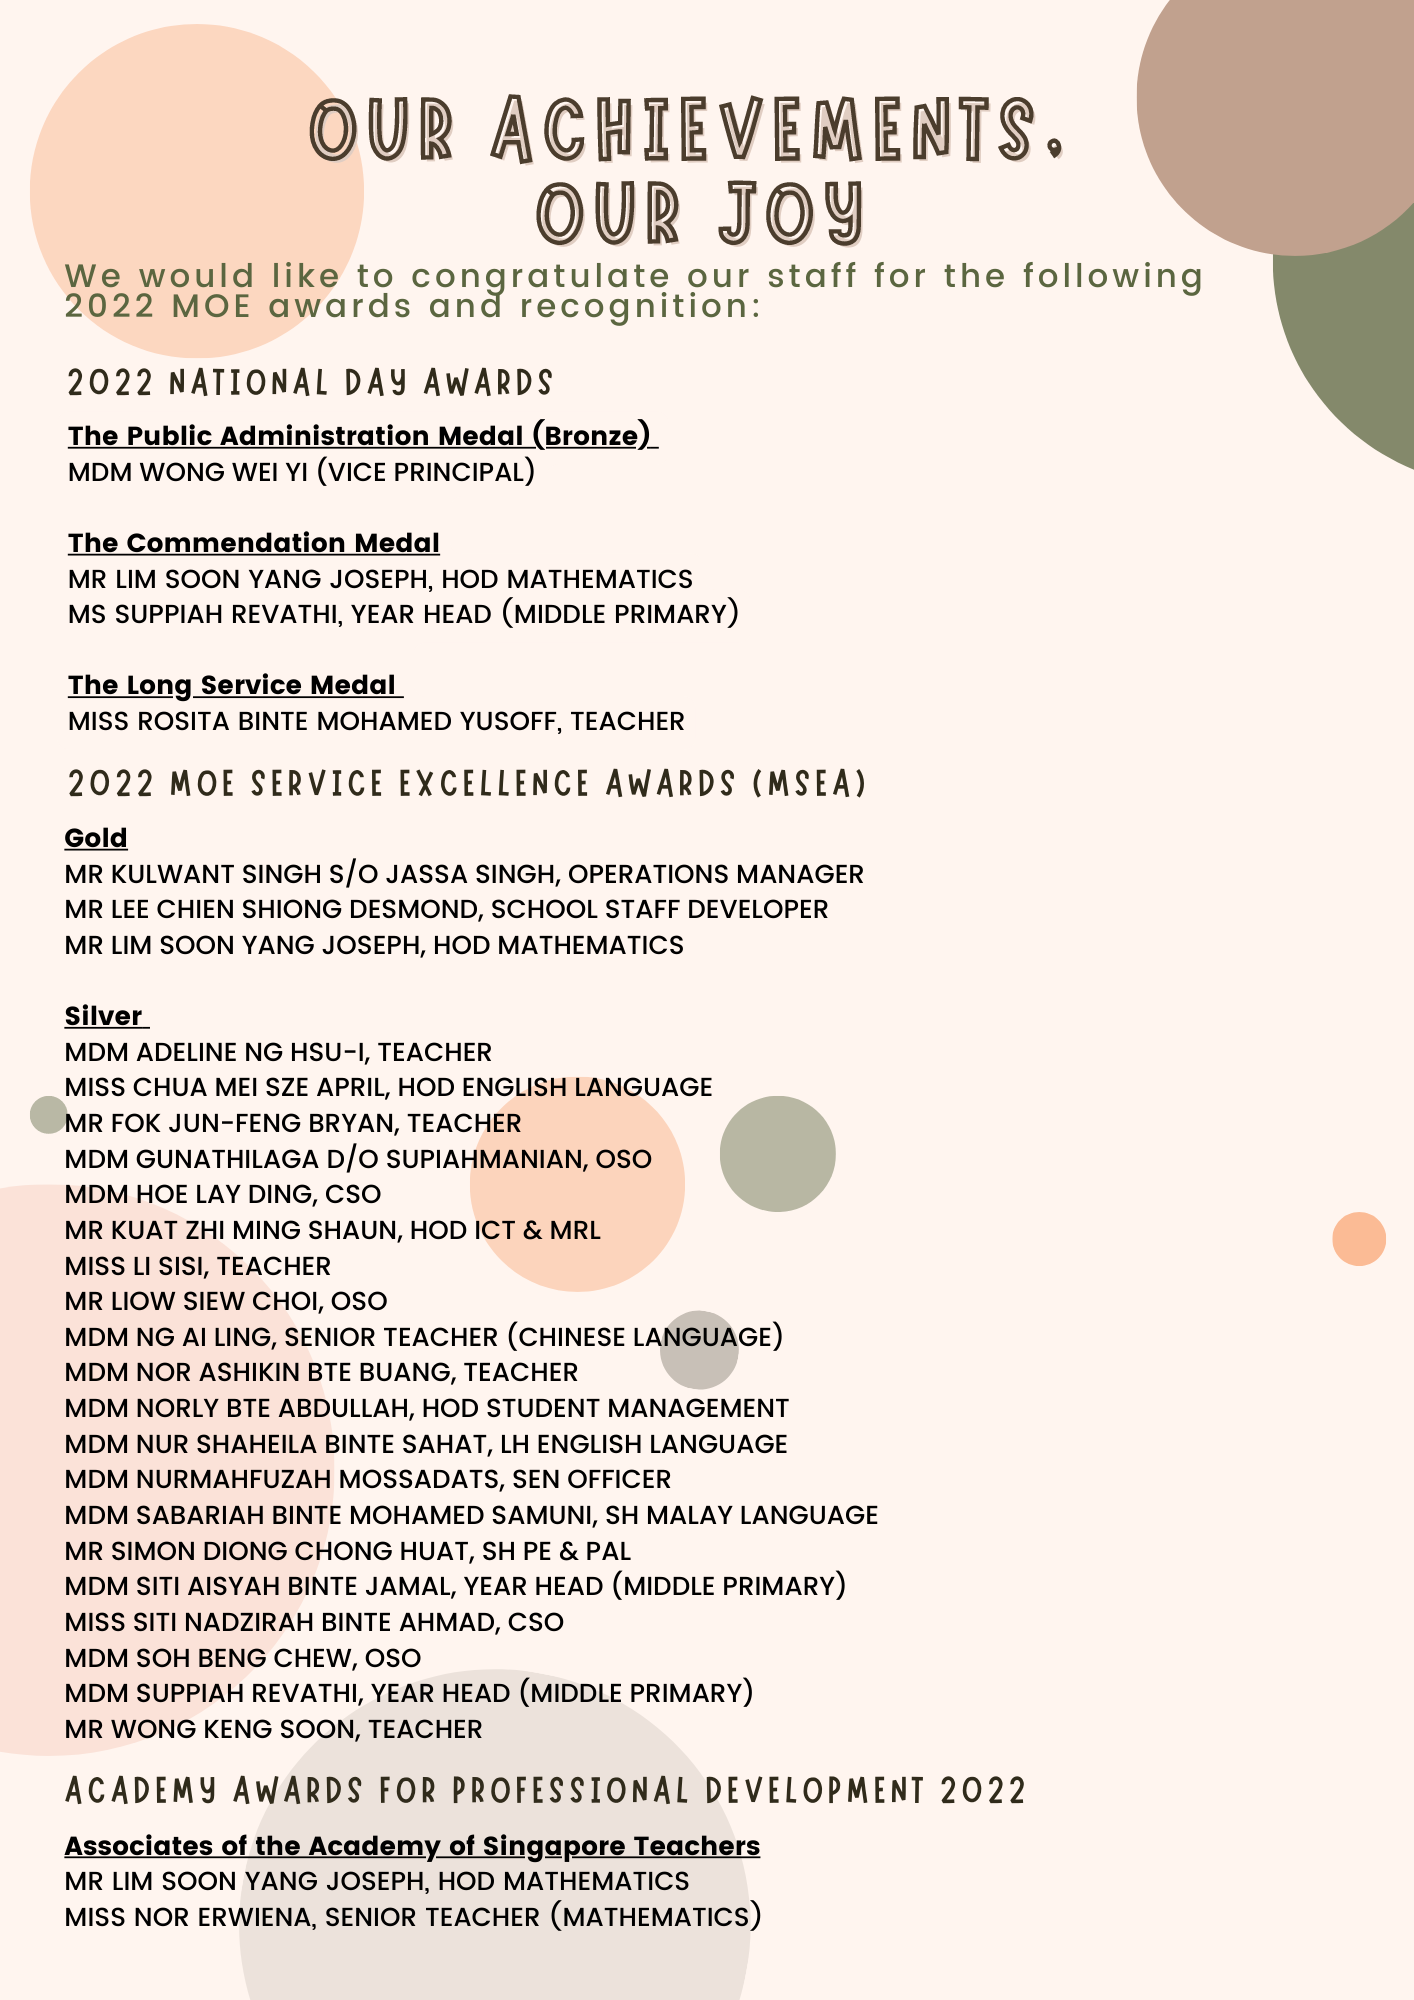 OUR ACHIEVEMENTS,
OUR JOY
We would like to congratulate our staff for the following
2022 MOE awards and recognition:
2022 NATIONAL DAY AWARDS
The Public Administration Medal (Bronze)
MDM WONG WEI YI (VICE PRINCIPAL)
The Commendation Medal
MR LIM SOON YANG JOSEPH, HOD MATHEMATICS
MS SUPPIAH REVATHI, YEAR HEAD (MIDDLE PRIMARY)
The Long Service Medal
MISS ROSITA BINTE MOHAMED YUSOFF, TEACHER
2022 MOE SERVICE EXCELLENCE AWARDS (MSEA)
Gold
MR KULWANT SINGH S/O JASSA SINGH, OPERATIONS MANAGER
MR LEE CHIEN SHIONG DESMOND, SCHOOL STAFF DEVELOPER
MR LIM SOON YANG JOSEPH, HOD MATHEMATICS
Silver
MDM ADELINE NG HSU-I, TEACHER
MISS CHUA MEI SZE APRIL, HOD ENGLISH LANGUAGE
MR FOK JUN-FENG BRYAN, TEACHER
MDM GUNATHILAGA D/O SUPIAHMANIAN, OSO
MDM HOE LAY DING, CSO
MR KUAT ZHI MING SHAUN, HOD ICT & MRL
MISS LI SISI, TEACHER
MR LIOW SIEW CHOI, OSO
MDM NG AI LING, SENIOR TEACHER (CHINESE LANGUAGE)
MDM NOR ASHIKIN BTE BUANG, TEACHER
MDM NORLY BTE ABDULLAH, HOD STUDENT MANAGEMENT
MDM NUR SHAHEILA BINTE SAHAT, LH ENGLISH LANGUAGE
MDM NURMAHFUZAH MOSSADATS, SEN OFFICER
MDM SABARIAH BINTE MOHAMED SAMUNI, SH MALAY LANGUAGE
MR SIMON DIONG CHONG HUAT, SH PE & PAL
MDM SITI AISYAH BINTE JAMAL, YEAR HEAD (MIDDLE PRIMARY)
MISS SITI NADZIRAH BINTE AHMAD, CSO
MDM SOH BENG CHEW, OSO
MDM SUPPIAH REVATHI, YEAR HEAD (MIDDLE PRIMARY)
MR WONG KENG SOON, TEACHER
ACADEMY AWARDS FOR PROFESSIONAL DEVELOPMENT 2022
Associates of the Academy of Singapore Teachers
MR LIM SOON YANG JOSEPH, HOD MATHEMATICS
MISS NOR ERWIENA, SENIOR TEACHER (MATHEMATICS)